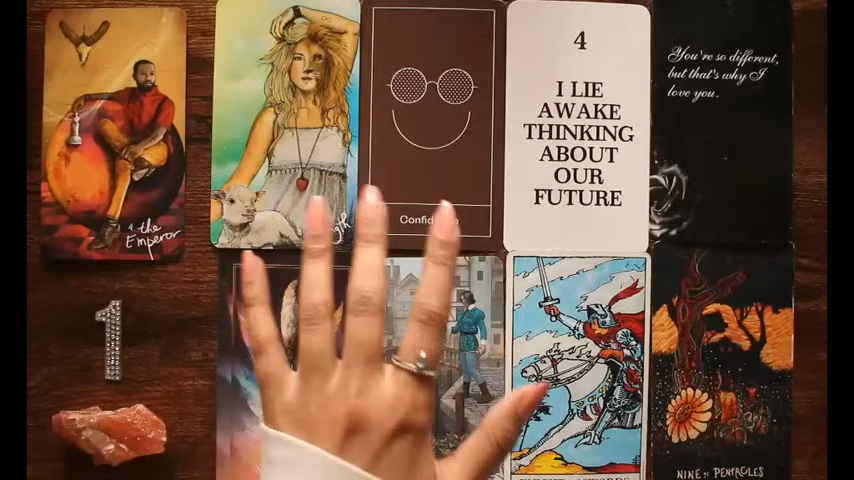 4. the
Emperor
Confid
4
I LIE
AWAKE
THINKING
ABOUT
OUR
FUTURE
You're so different,
but that's why I
love you.
1
NINE of PENTACLES